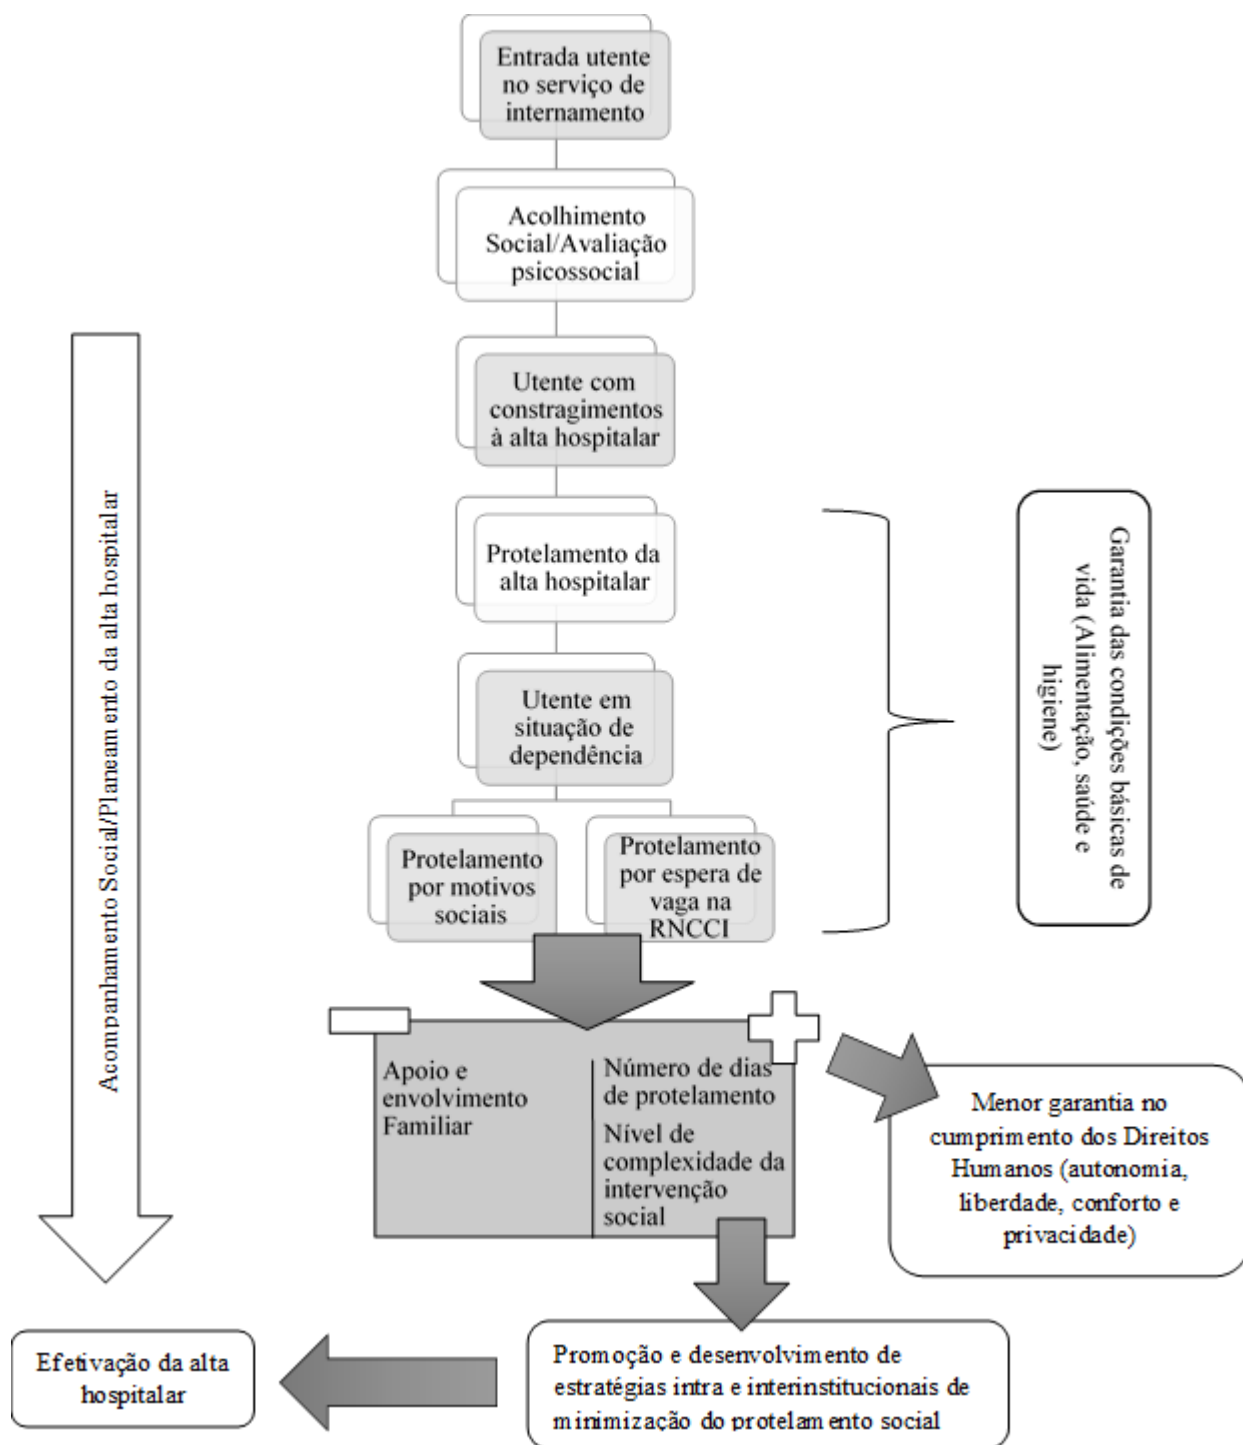 Entrada utente
no serviço de
internamento
Acolhimento
Social/Avaliação
psicossocial
Utente com
constragimentos
à alta hospitalar
Protelamento da
alta hospitalar
Utente em
situação de
dependência
Protelamento
por motivos
sociais
Protelamento
por espera de
vaga na
RNCCI
Acompanhamento Social/Planeamento da alta hospitalar
Garantia das condições básicas de
vida (Alimentação, saúde e
higiene)
Apoio e
envolvimento
Familiar
Número de dias
de protelamento
Nível de
complexidade da
intervenção
social
Menor garantia no
cumprimento dos Direitos
Humanos (autonomia,
liberdade, conforto e
privacidade)
Promoção e desenvolvimento de
estratégias intra e interinstitucionais de
minimização do protelamento social
Efetivação da alta
hospitalar